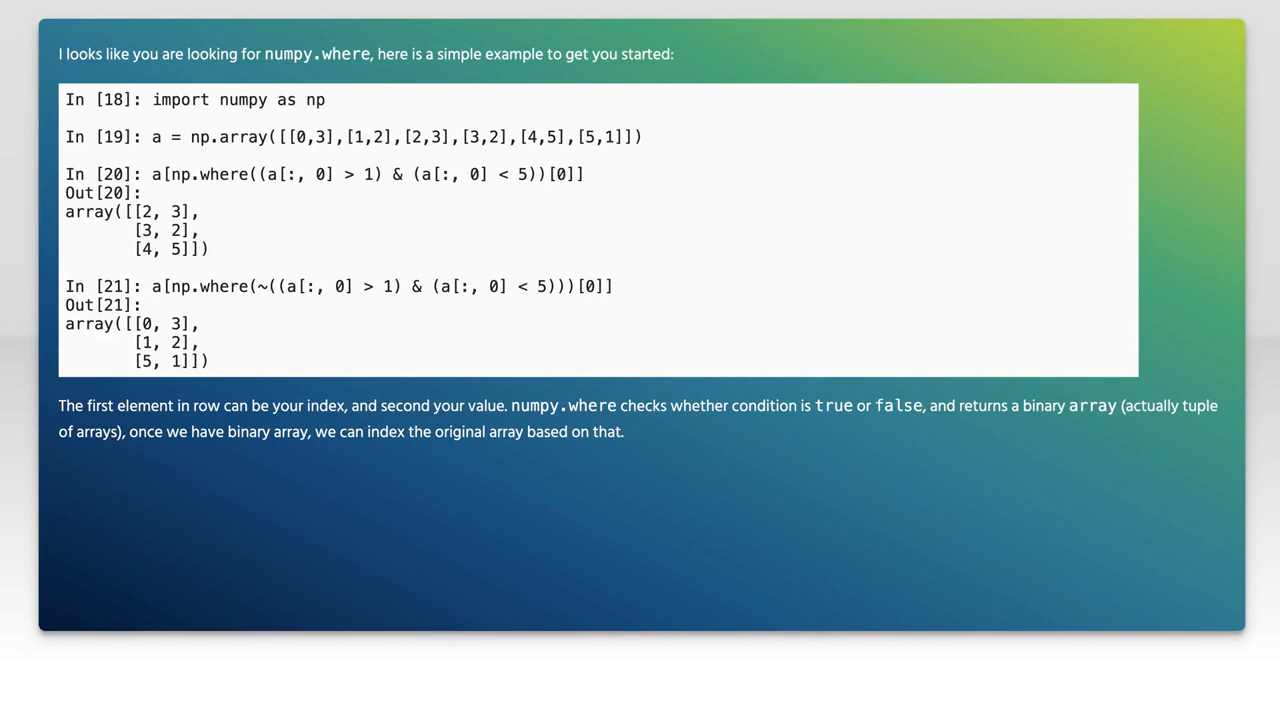 I looks like you are looking for numpy.where, here is a simple example to get you started:
In [18]: import numpy as np
In [19]: a = np.array([[0,3],[1,2],[2,3],[3,2],[4,5],[5,1]])
In [20]: a[np.where((a[:, 0] > 1) & (a[:, 0] < 5))[0]]
Out[20]:
array([[2, 3],
       [3, 2],
       [4, 5]])
In [21]: a[np.where(~((a[:, 0] > 1) & (a[:, 0] < 5)))[0]]
Out[21]:
array([[0, 3],
       [1, 2],
       [5, 1]])
The first element in row can be your index, and second your value. numpy.where checks whether condition is true or false, and returns a binary array (actually tuple
of arrays), once we have binary array, we can index the original array based on that.